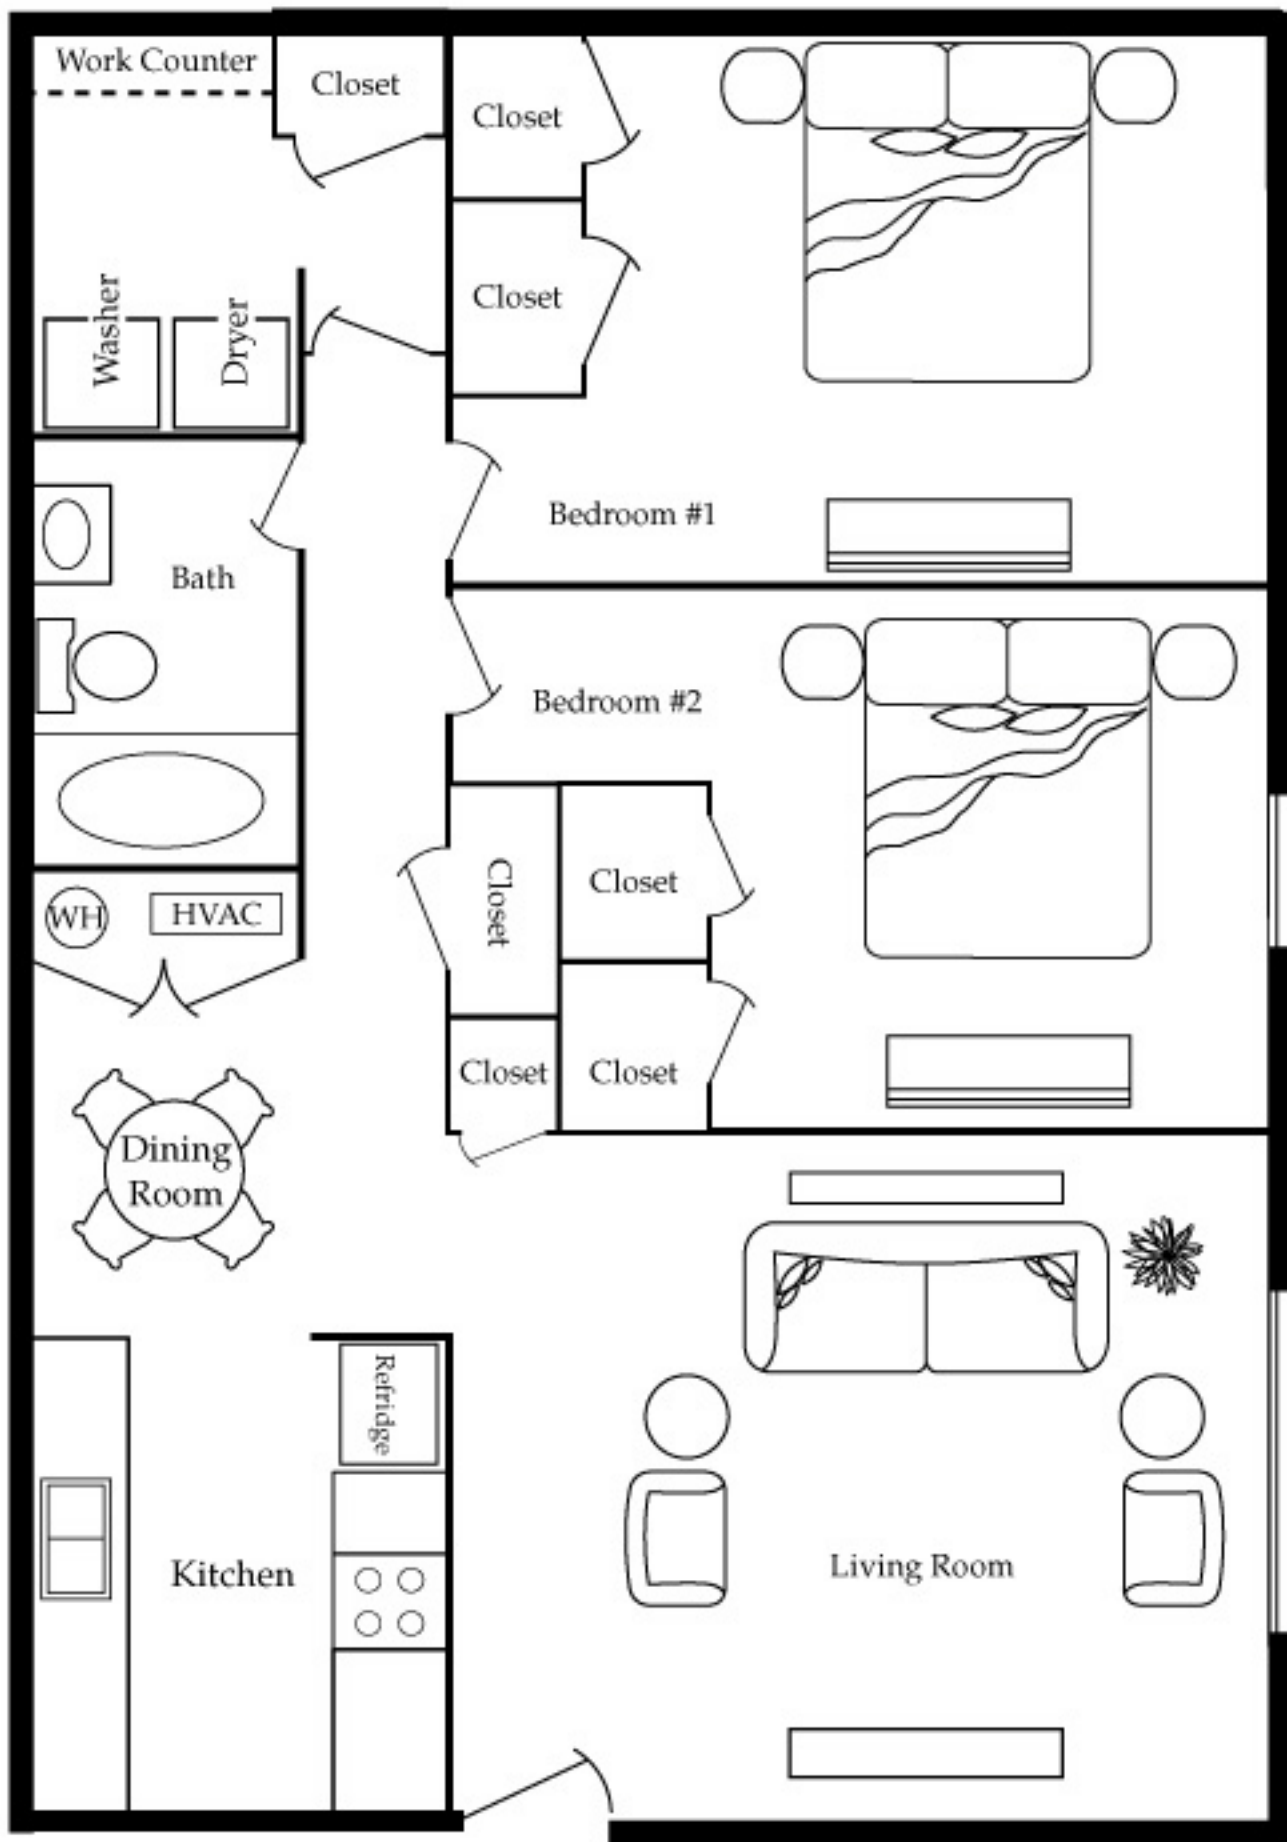 Work Counter
Closet
Closet
Closet
Washer
Dryer
Bedroom #1
Bath
Bedroom #2
Closet
Closet
WH
HVAC
Closet
Closet
Dining
Room
Refridge
Kitchen
Living Room